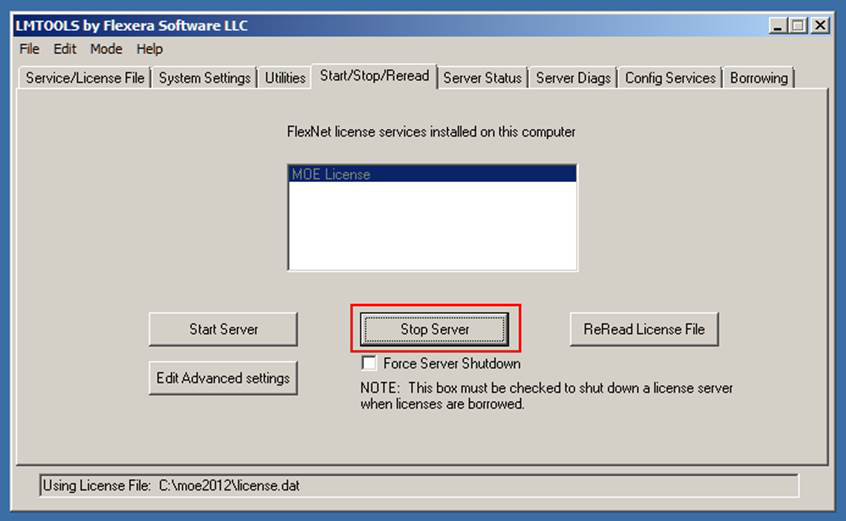 LMTOOLS by Flexera Software LLC
File Edit Mode Help
Service/License File System Settings Utilities Start/Stop/Reread Server Status Server Diags Config Services Borrowing
FlexNet license services installed on this computer
MOE License
Start Server Stop Server ReRead License File
Force Server Shutdown
Edit Advanced settings
NOTE: This box must be checked to shut down a license server
when licenses are borrowed.
Using License File: C:\moe2012\license.dat